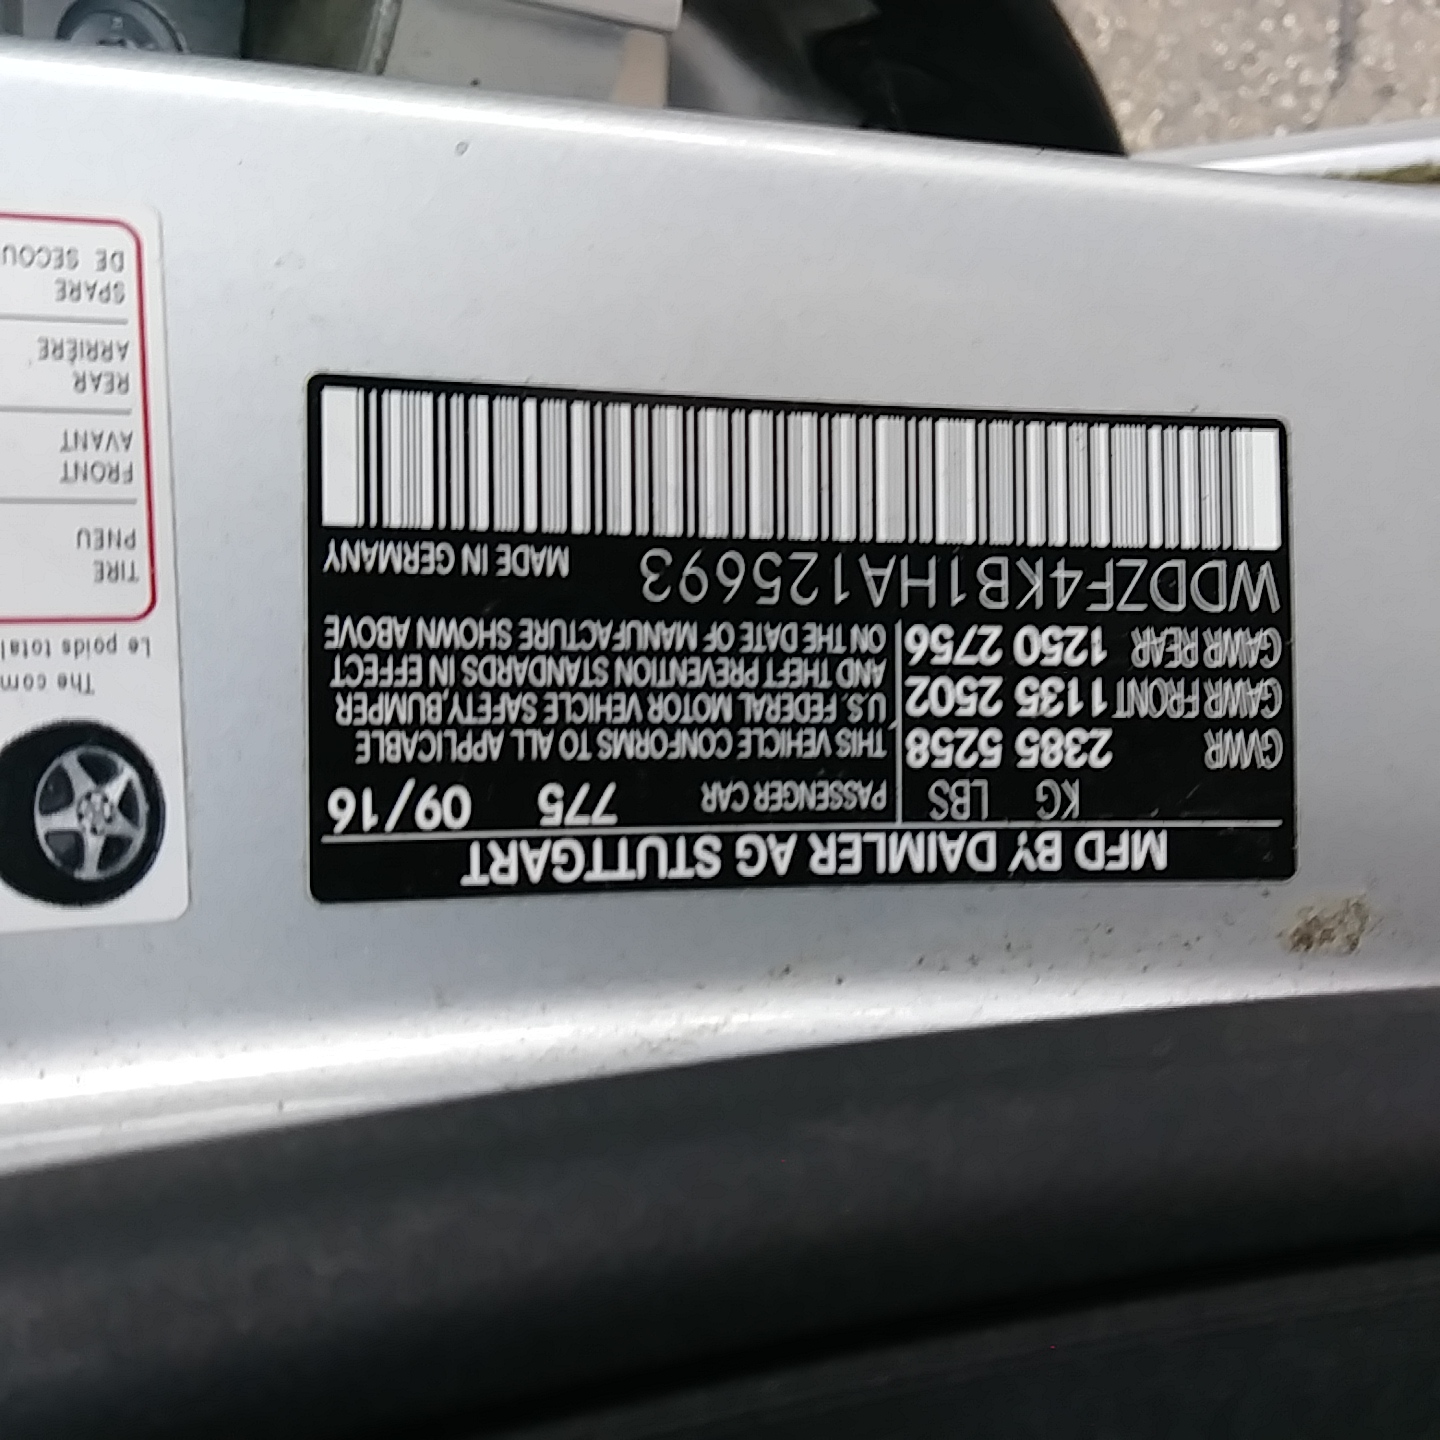 MFD BY DAIMLER AG STUTTGART
KG LBS
GVWR 2385 5258
GAWR FRONT 1135 2502
GAWR REAR 1250 2756
PASSENGER CAR 775 09/16
THIS VEHICLE CONFORMS TO ALL APPLICABLE
U.S. FEDERAL MOTOR VEHICLE SAFETY, BUMPER
AND THEFT PREVENTION STANDARDS IN EFFECT
ON THE DATE OF MANUFACTURE SHOWN ABOVE
WDDZF4KB1HA125693 MADE IN GERMANY
The com
Le poids total
TIRE
PNEU
FRONT
AVANT
REAR
ARRIÈRE
SPARE
DE SECOU